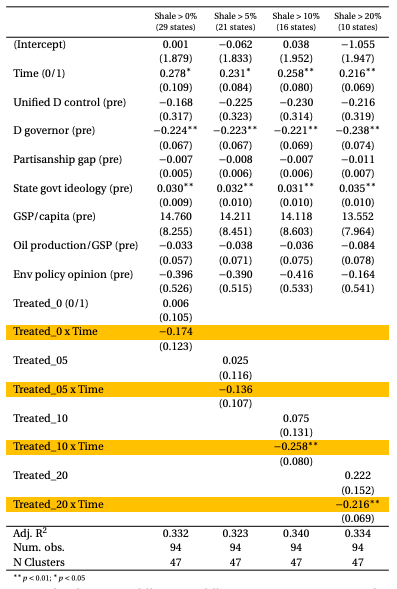 Shale > 0% Shale > 5% Shale > 10% Shale > 20%
(29 states) (21 states) (16 states) (10 states)
(Intercept) 0.001 −0.062 0.038 −1.055
(1.879) (1.833) (1.952) (1.947)
Time (0/1) 0.278* 0.231* 0.258** 0.216**
(0.109) (0.084) (0.080) (0.069)
Unified D control (pre) −0.168 −0.225 −0.230 −0.216
(0.317) (0.323) (0.314) (0.319)
D governor (pre) −0.224** −0.223** −0.221** −0.238**
(0.067) (0.067) (0.069) (0.074)
Partisanship gap (pre) −0.007 −0.008 −0.007 −0.011
(0.005) (0.006) (0.006) (0.007)
State govt ideology (pre) 0.030** 0.032** 0.031** 0.035**
(0.009) (0.010) (0.010) (0.010)
GSP/capita (pre) 14.760 14.211 14.118 13.552
(8.255) (8.451) (8.603) (7.964)
Oil production/GSP (pre) −0.033 −0.038 −0.036 −0.084
(0.057) (0.071) (0.075) (0.078)
Env policy opinion (pre) −0.396 −0.390 −0.416 −0.164
(0.526) (0.515) (0.533) (0.541)
Treated_0 (0/1) 0.006
(0.105)
Treated_0 x Time −0.174
(0.123)
Treated_05 0.025
(0.116)
Treated_05 x Time −0.136
(0.107)
Treated_10 0.075
(0.131)
Treated_10 x Time −0.258**
(0.080)
Treated_20 0.222
(0.152)
Treated_20 x Time −0.216**
(0.069)
Adj. R² 0.332 0.323 0.340 0.334
Num. obs. 94 94 94 94
N Clusters 47 47 47 47
** p < 0.01; * p < 0.05